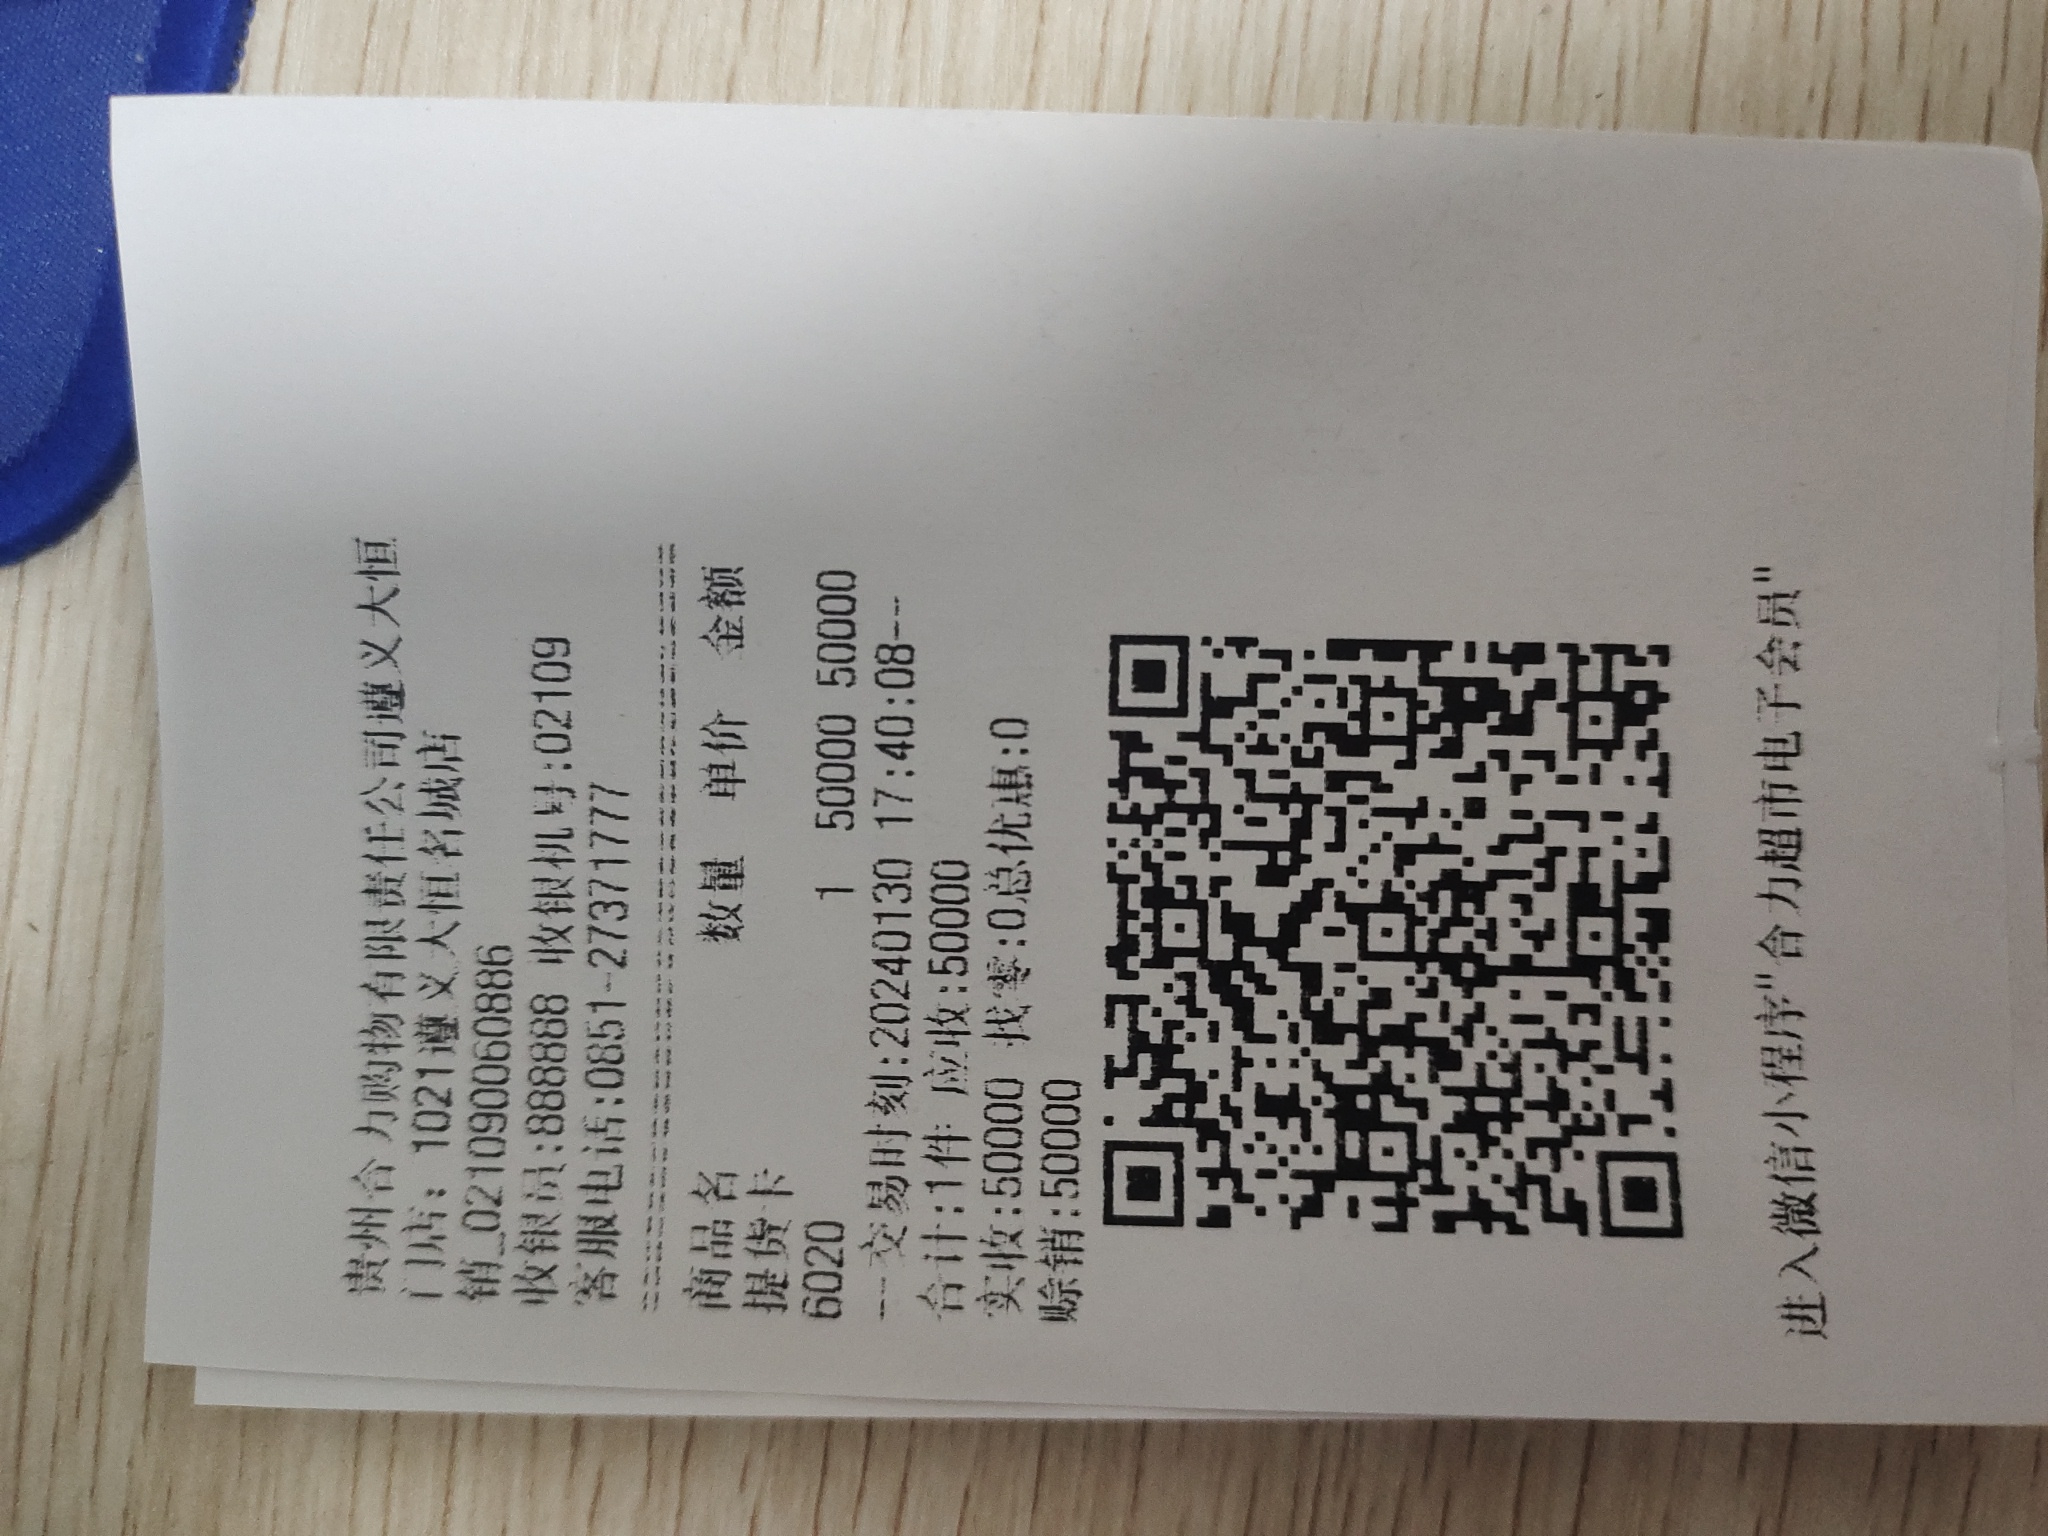 贵州合力购物有限责任公司遵义大恒
门店: 1021遵义大恒名城店
销_021090060886
收银员:888888 收银机号:02109
客服电话:0851-27371777
================================
商品名 数量 单价 金额
提货卡
6020 1 50000 50000
---交易时刻:20240130 17:40:08---
合计:1件 应收:50000
实收:50000 找零:0总优惠:0
赊销:50000
进入微信小程序"合力超市电子会员"